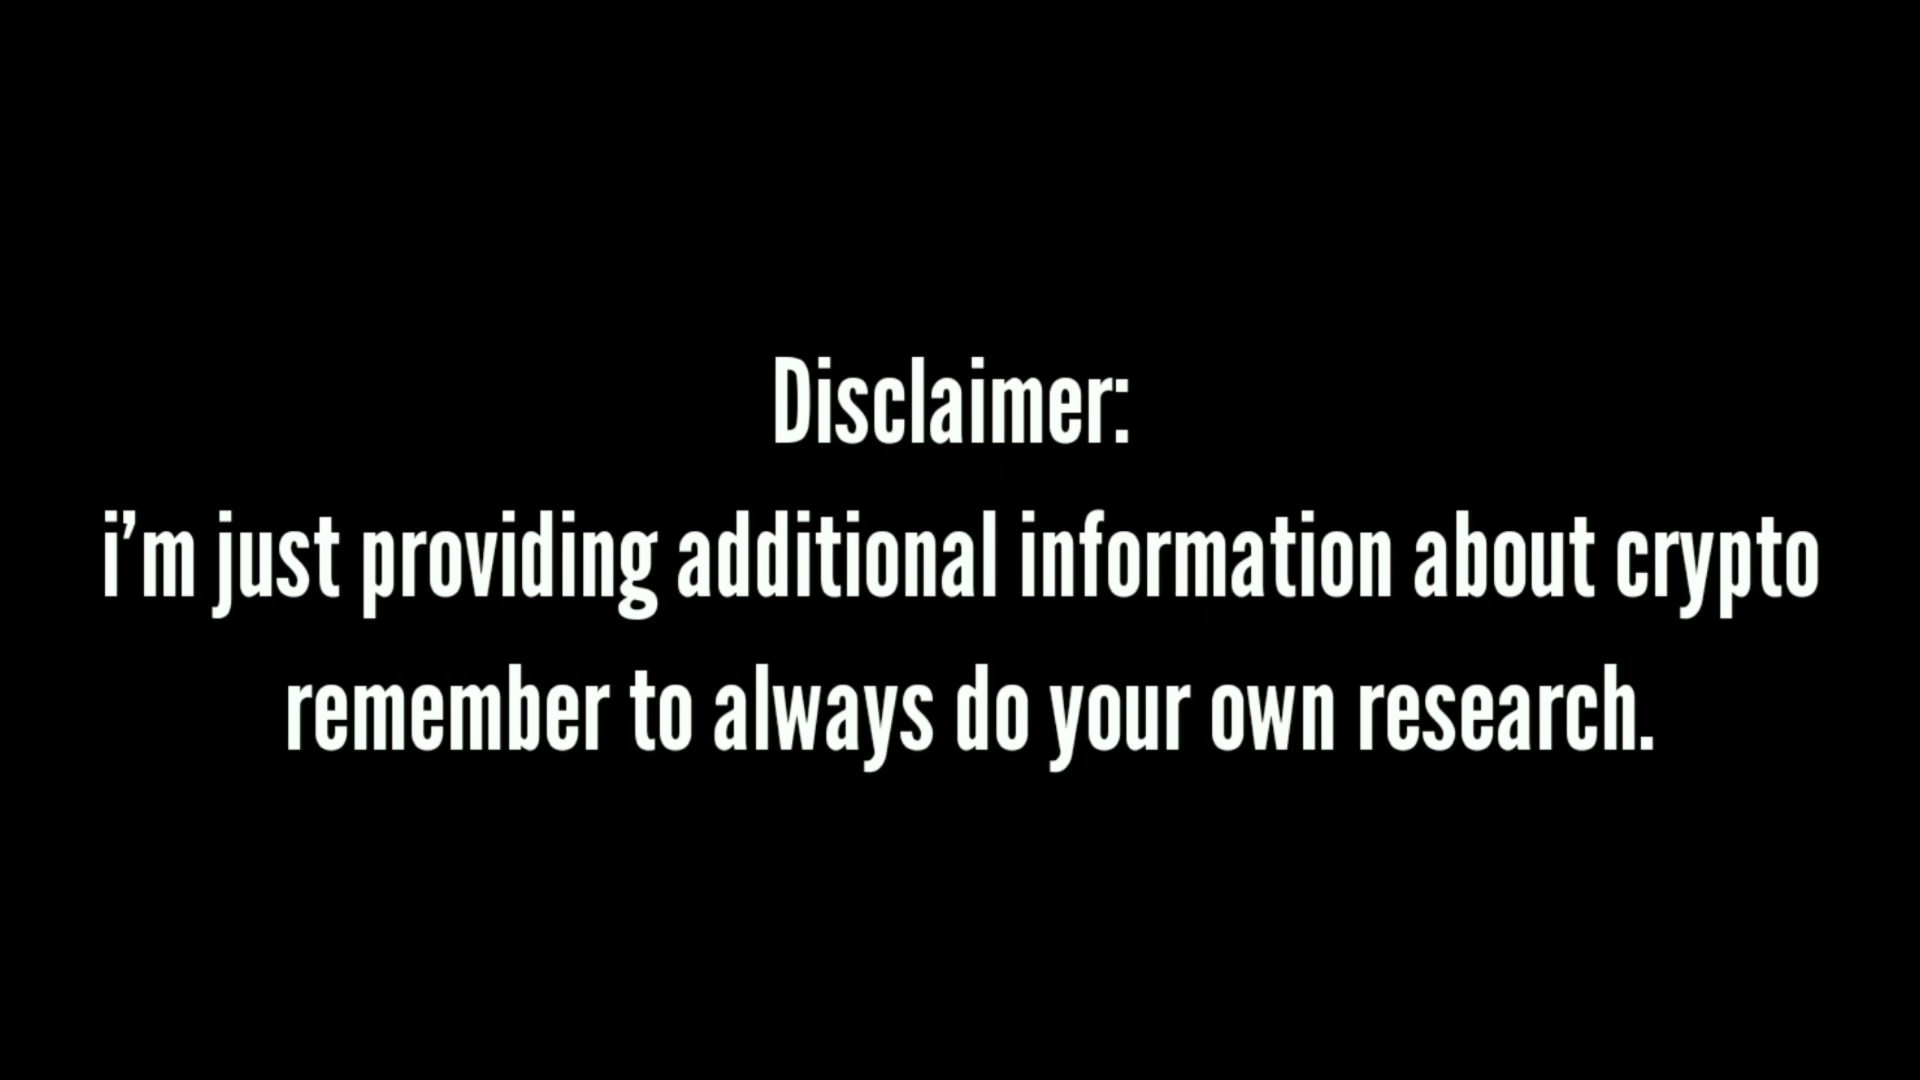 Disclaimer:
i’m just providing additional information about crypto
remember to always do your own research.